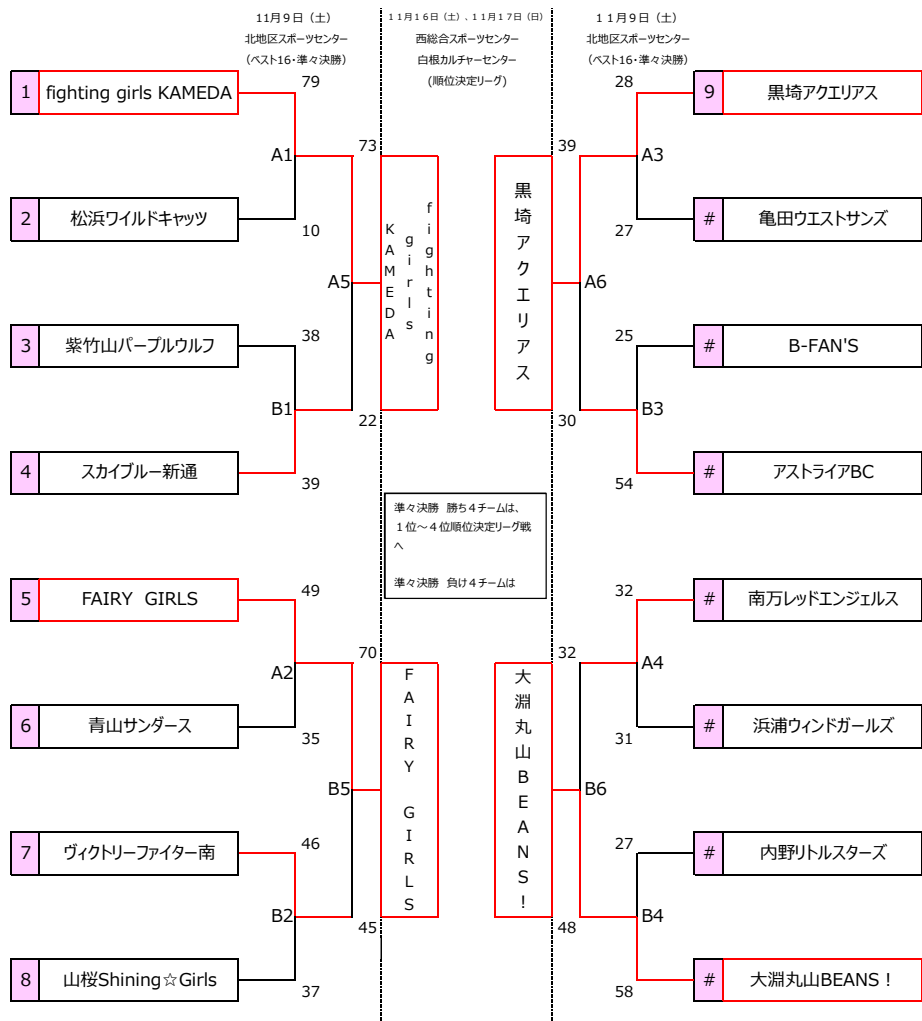 11月9日（土）
北地区スポーツセンター
（ベスト16・準々決勝）
１１月１６日（土）、１１月１７日（日）
西総合スポーツセンター
白根カルチャーセンター
（順位決定リーグ）
１１月９日（土）
北地区スポーツセンター
（ベスト16・準々決勝）
1 fighting girls KAMEDA
79
A1
2 松浜ワイルドキャッツ
10
73
A5
3 紫竹山パープルウルフ
38
B1
22
4 スカイブルー新通
39
fighting
girls
KAMEDA
黒埼アクエリアス
28
9 黒埼アクエリアス
39
A3
# 亀田ウエストサンズ
27
A6
25
# B-FAN'S
B3
30
54
# アストライアBC
準々決勝 勝ち４チームは、
１位～４位順位決定リーグ戦
へ
準々決勝 負け４チームは
5 FAIRY GIRLS
49
A2
70
6 青山サンダース
35
B5
7 ヴィクトリーファイター南
46
B2
45
8 山桜Shining☆Girls
37
FAIRY GIRLS
大淵丸山BEANS！
32
# 南万レッドエンジェルス
32
A4
# 浜浦ウィンドガールズ
31
B6
27
# 内野リトルスターズ
B4
48
58
# 大淵丸山BEANS！